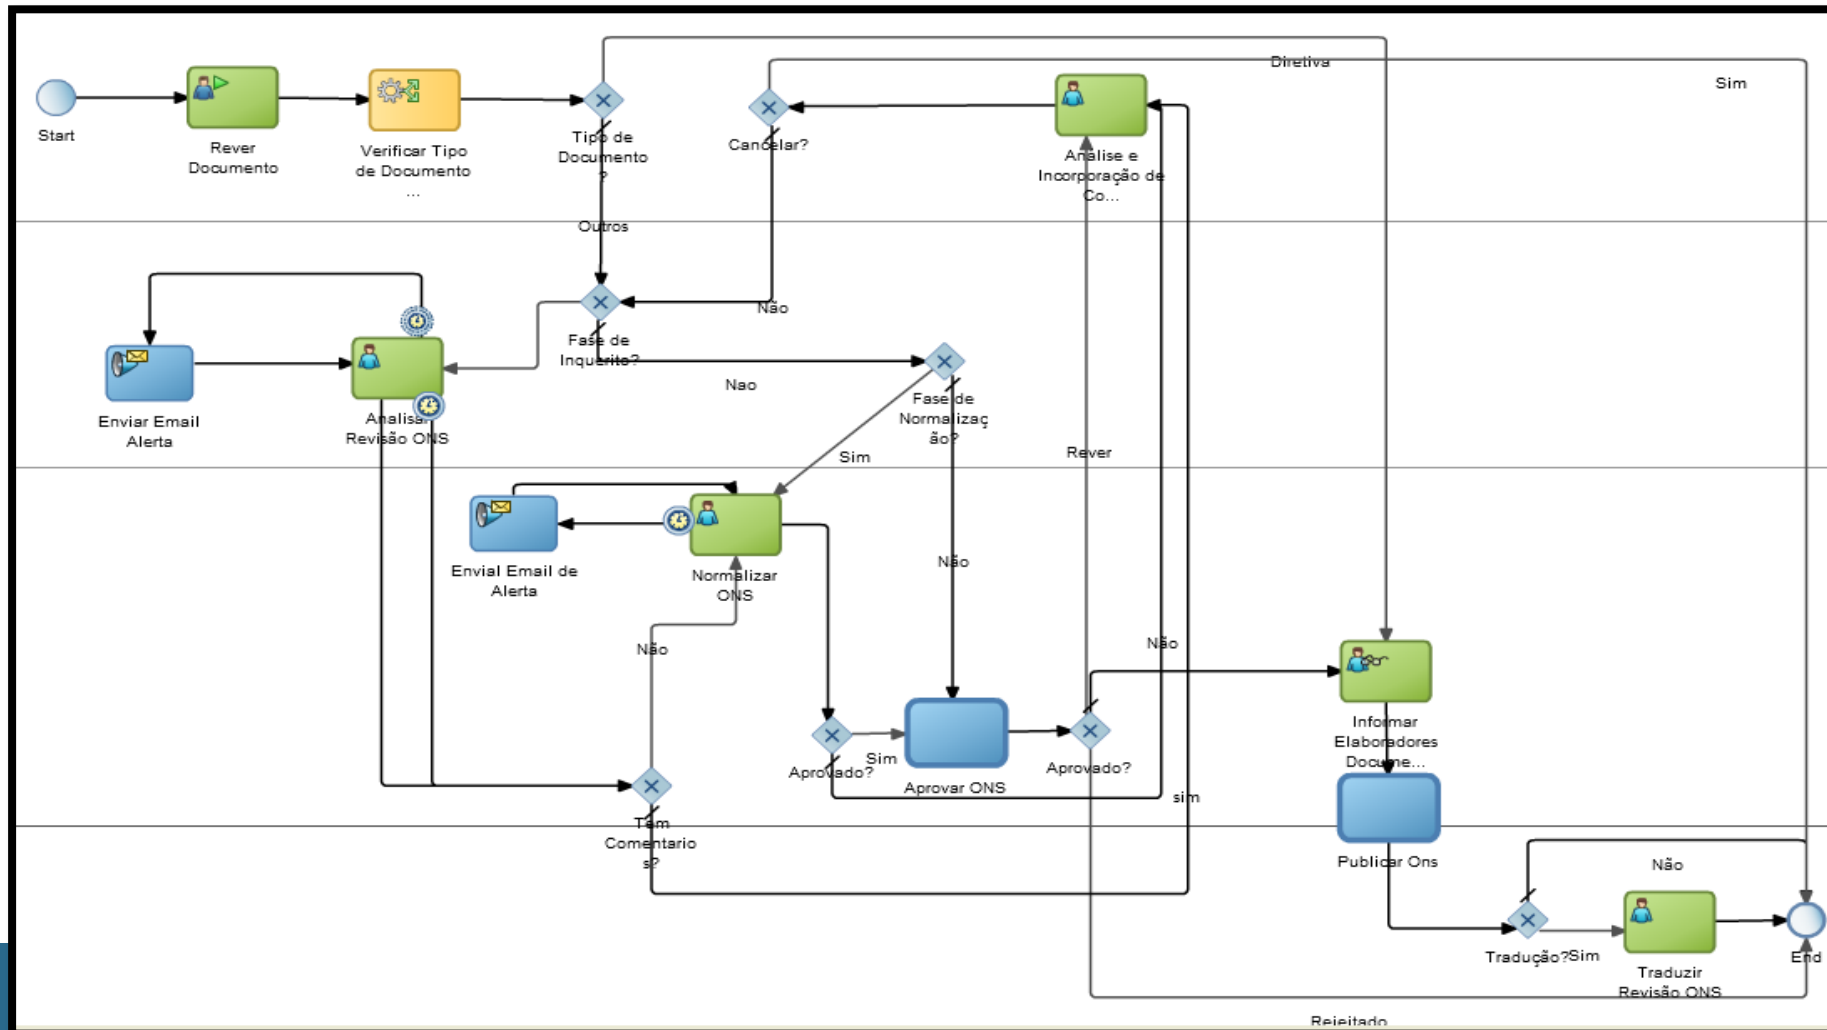 Diretiva
Sim
Start
Rever
Documento
Verificar Tipo
de Documento
...
Tipo de
Documento
?
Cancelar?
Análise e
Incorporação de
Co...
Outros
Não
Fase de
Inquérito?
Nao
Enviar Email
Alerta
Analisar
Revisão ONS
Fase de
Normalizaç
ão?
Sim
Rever
Envial Email de
Alerta
Normalizar
ONS
Não
Não
Não
Aprovado?
Sim
Aprovar ONS
Aprovado?
sim
Informar
Elaboradores
Docume...
Tem
Comentario
s?
Publicar Ons
Não
Tradução?
Sim
Traduzir
Revisão ONS
End
Rejeitado